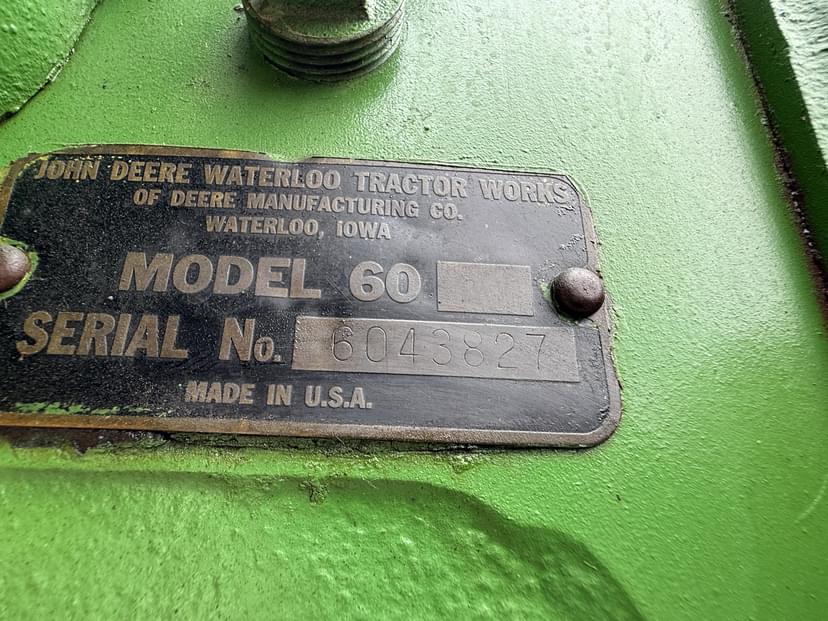 JOHN DEERE WATERLOO TRACTOR WORKS
OF DEERE MANUFACTURING CO.
WATERLOO, IOWA
MODEL 60
SERIAL No. 6043827
MADE IN U.S.A.